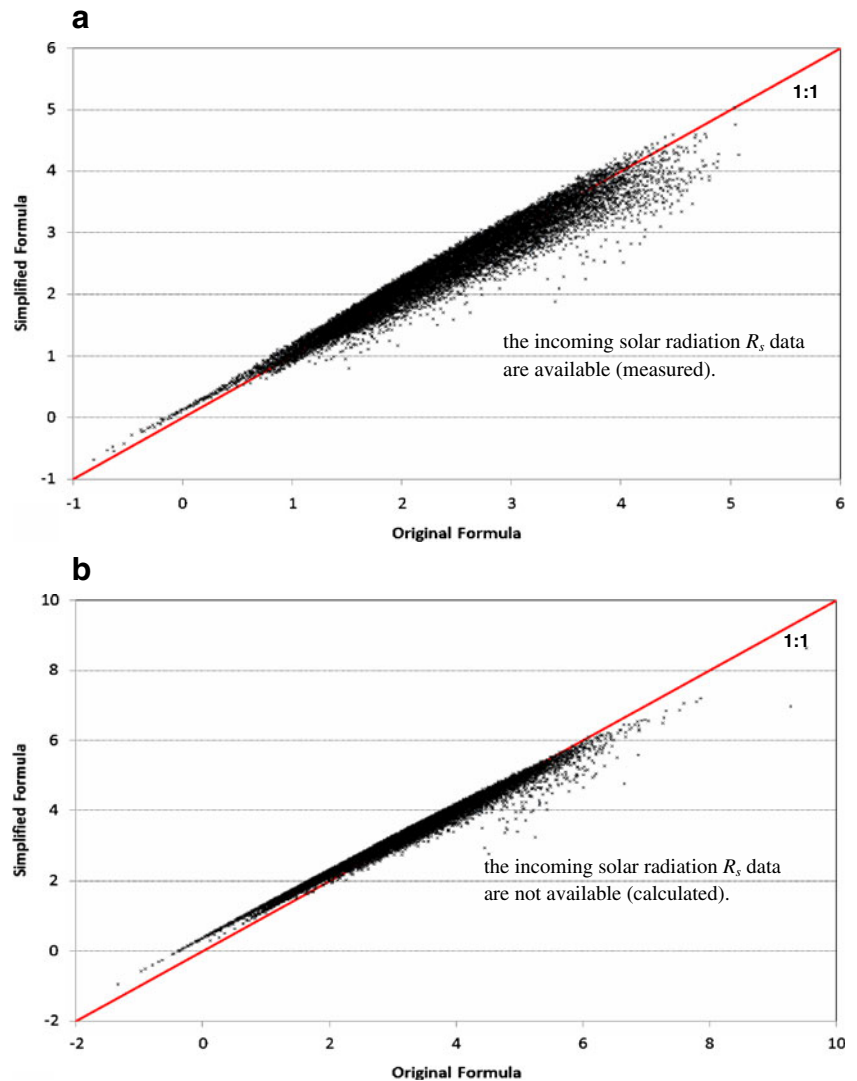 a
6
5
4
3
2
1
0
-1
Simplified Formula
1:1
the incoming solar radiation Rs data
are available (measured).
-1 0 1 2 3 4 5 6
Original Formula
b
10
8
6
4
2
0
-2
Simplified Formula
1:1
the incoming solar radiation Rs data
are not available (calculated).
-2 0 2 4 6 8 10
Original Formula